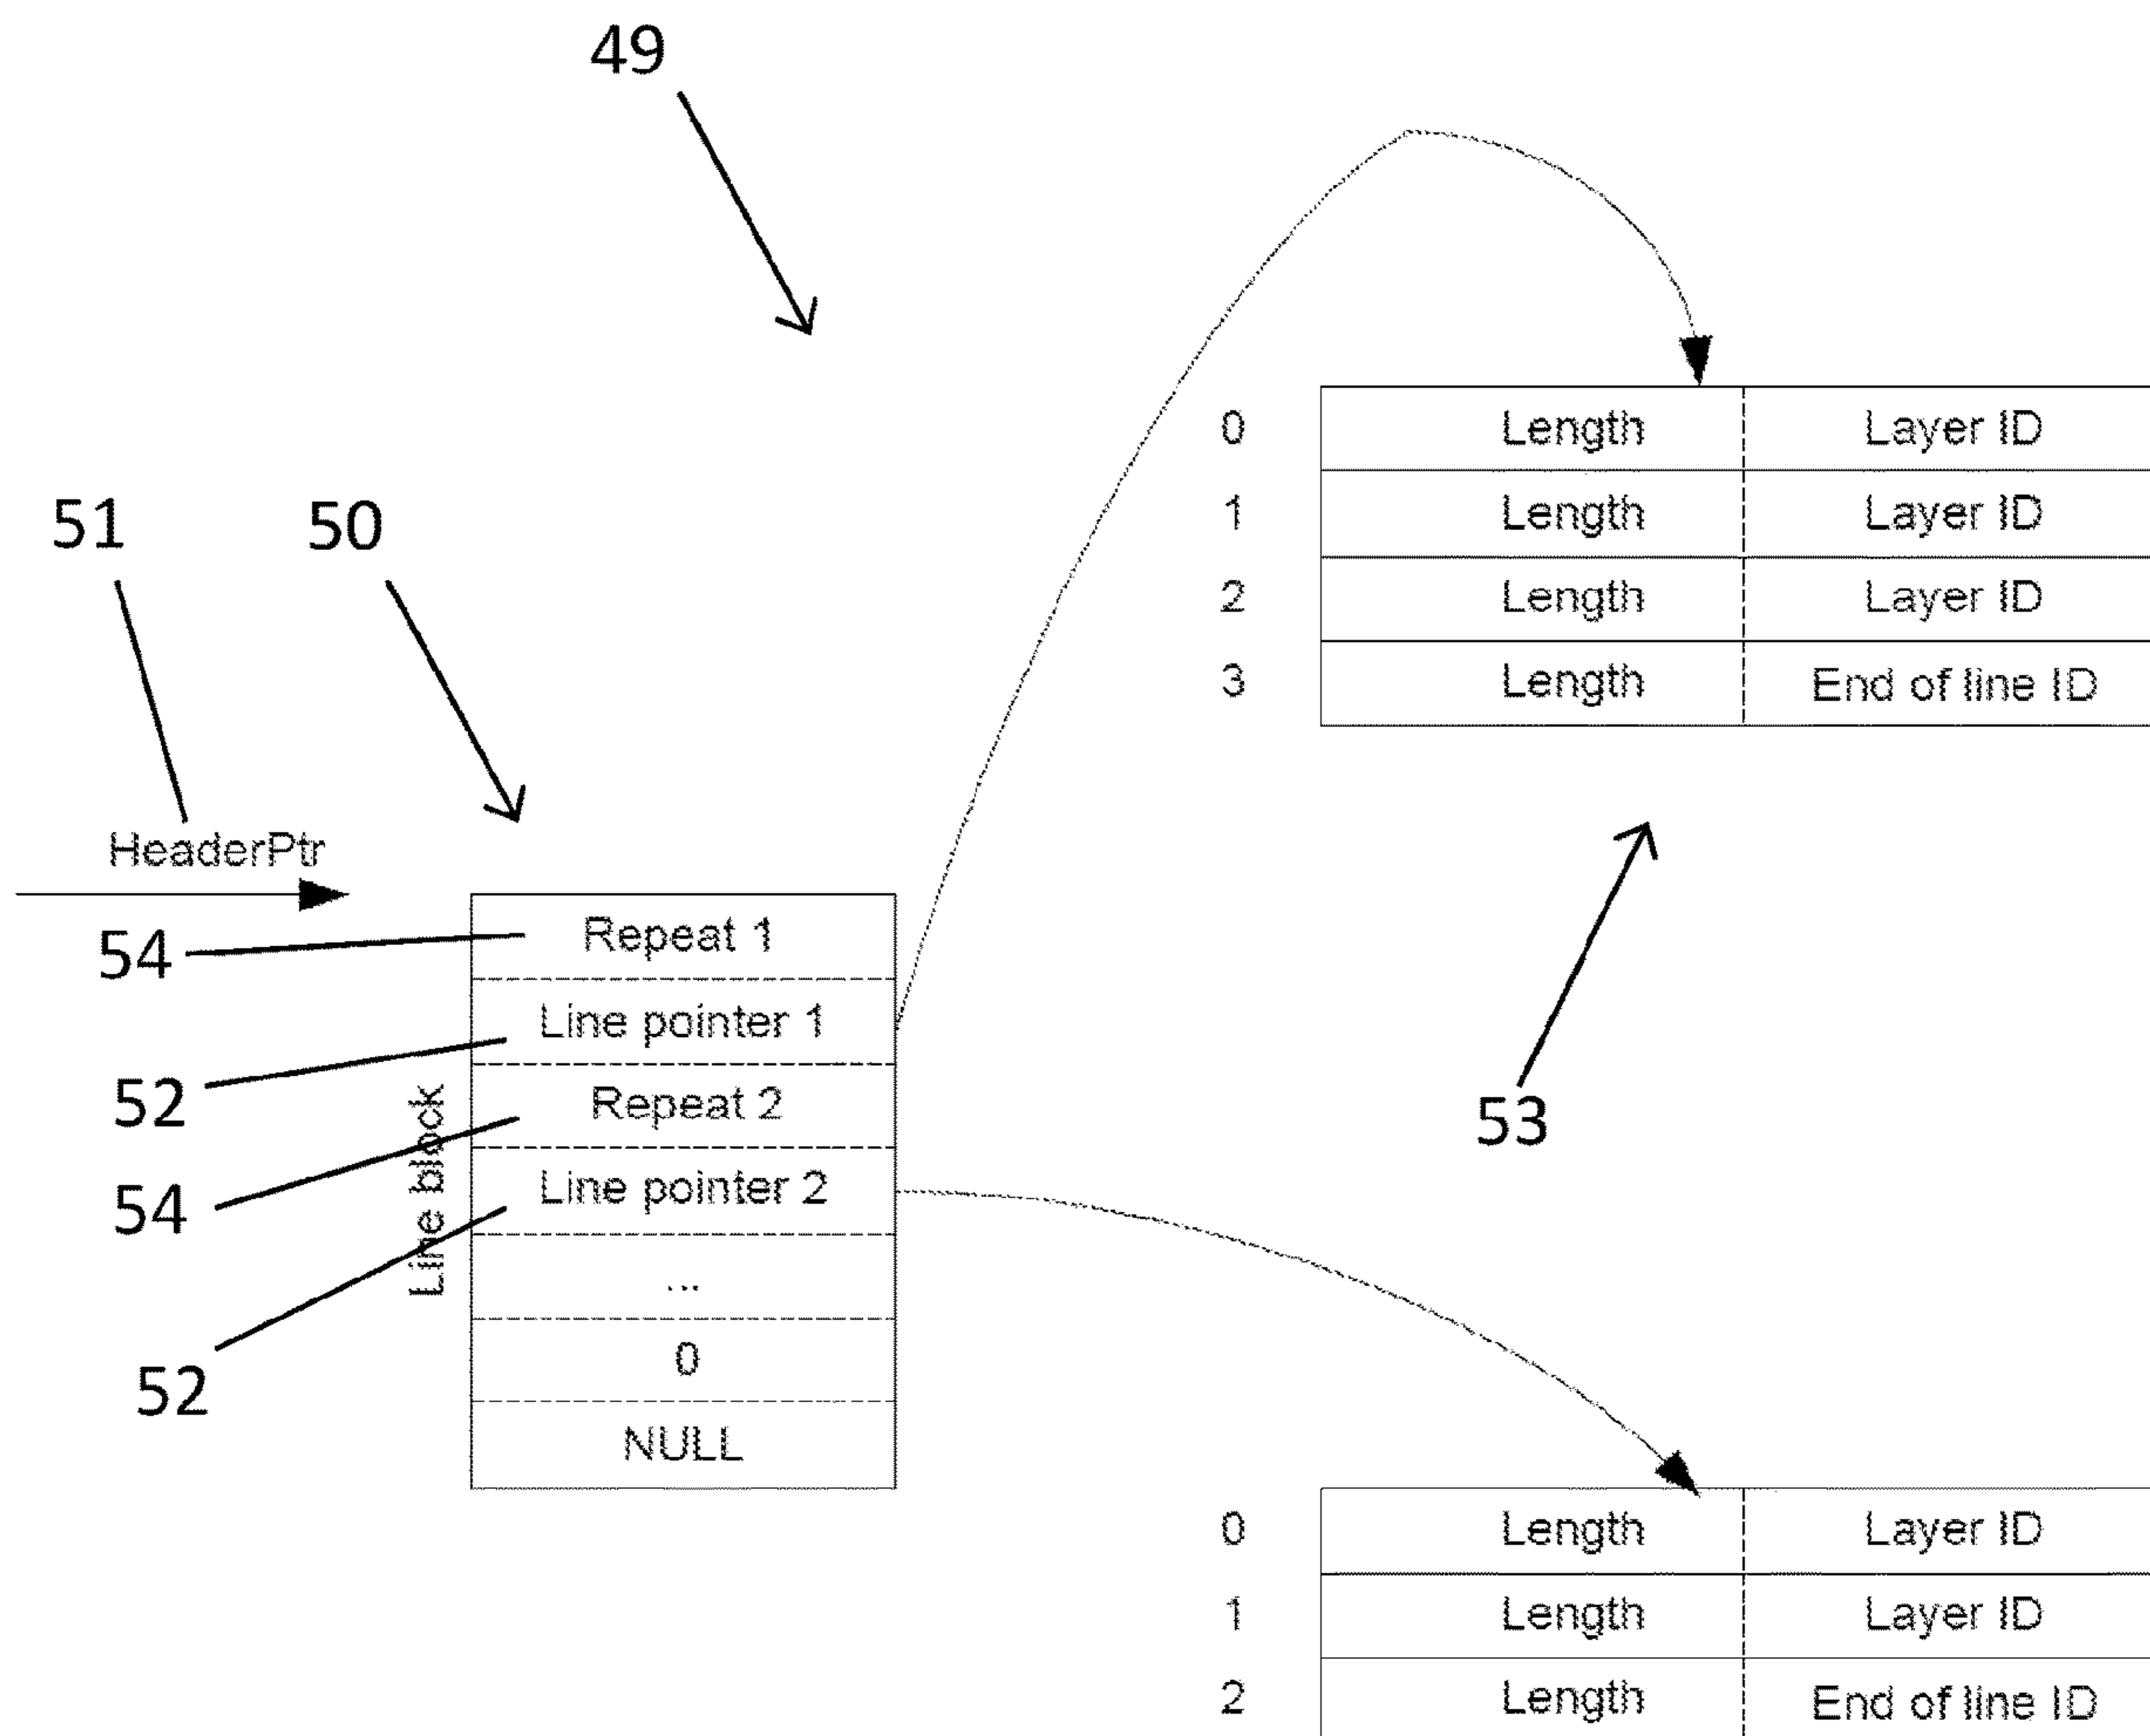 49
51
50
HeaderPtr
54
52
54
52
Line block
Repeat 1
Line pointer 1
Repeat 2
Line pointer 2
...
0
NULL
0 Length Layer ID
1 Length Layer ID
2 Length Layer ID
3 Length End of line ID
53
0 Length Layer ID
1 Length Layer ID
2 Length End of line ID